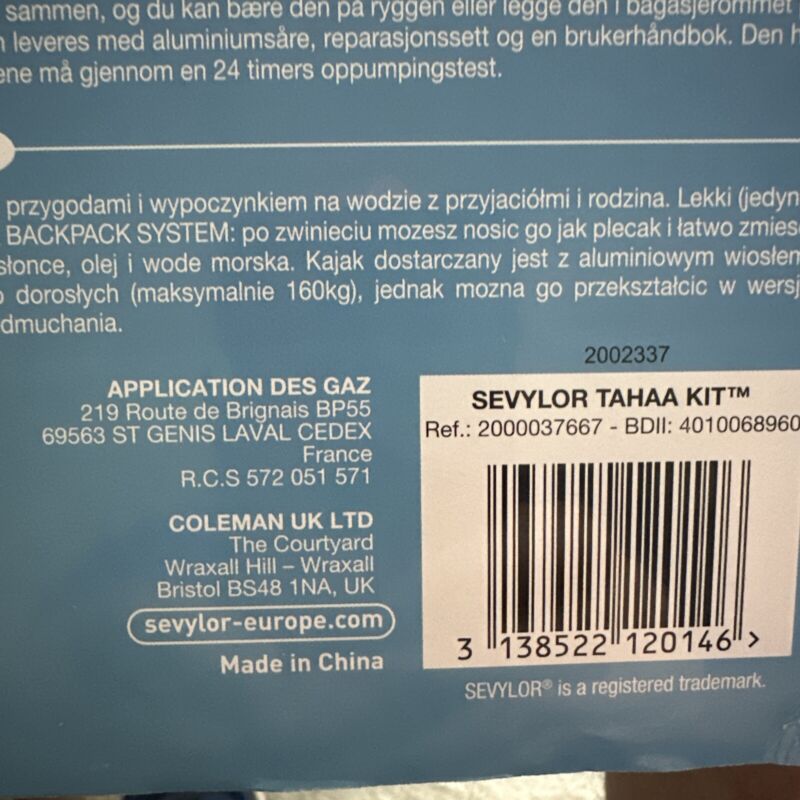 sammen, og du kan bære den på ryggen eller legge den i bagasjerommet
leveres med aluminiumsåre, reparasjonssett og en brukerhåndbok. Den
må gjennom en 24 timers oppumpingstest.
przygodami i wypoczynkiem na wodzie z przyjaciółmi i rodzina. Lekki (jedyn
BACKPACK SYSTEM: po zwinieciu mozesz nosic go jak plecak i łatwo zmies
słonce, olej i wode morska. Kajak dostarczany jest z aluminiowym wiosłem
dorosłych (maksymalnie 160kg), jednak mozna go przekształcic w wersj
dmuchania.
APPLICATION DES GAZ
219 Route de Brignais BP55
69563 ST GENIS LAVAL CEDEX
France
R.C.S 572 051 571
COLEMAN UK LTD
The Courtyard
Wraxall Hill – Wraxall
Bristol BS48 1NA, UK
sevylor-europe.com
Made in China
2002337
SEVYLOR TAHAA KIT™
Ref.: 2000037667 - BDII: 4010068960
3 138522 120146 >
SEVYLOR® is a registered trademark.